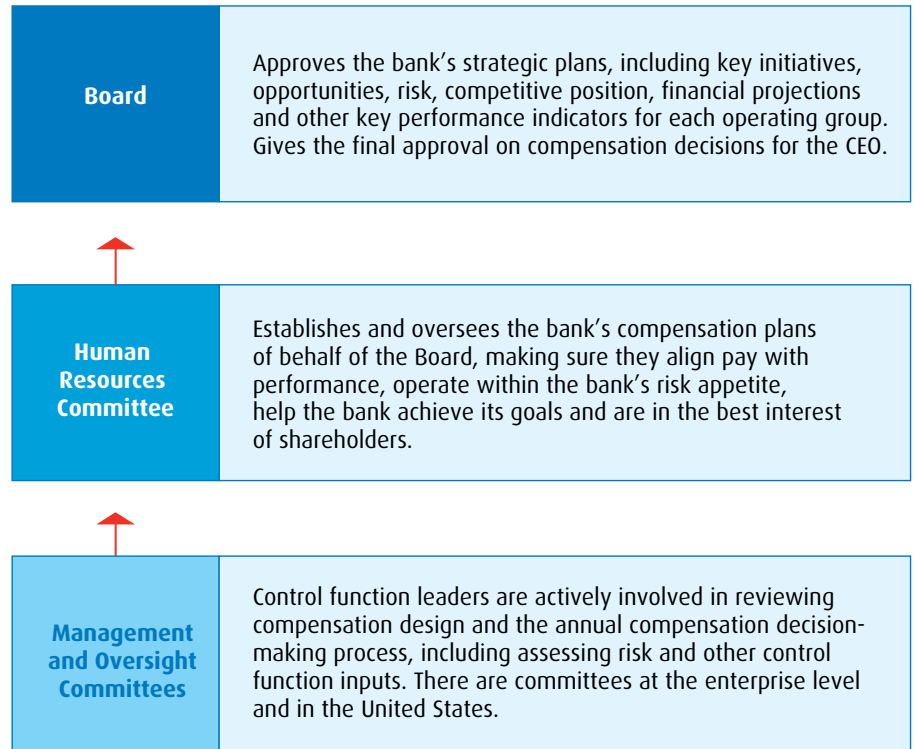 Board
Approves the bank’s strategic plans, including key initiatives,
opportunities, risk, competitive position, financial projections
and other key performance indicators for each operating group.
Gives the final approval on compensation decisions for the CEO.
Human
Resources
Committee
Establishes and oversees the bank’s compensation plans
of behalf of the Board, making sure they align pay with
performance, operate within the bank’s risk appetite,
help the bank achieve its goals and are in the best interest
of shareholders.
Management
and Oversight
Committees
Control function leaders are actively involved in reviewing
compensation design and the annual compensation decision-
making process, including assessing risk and other control
function inputs. There are committees at the enterprise level
and in the United States.